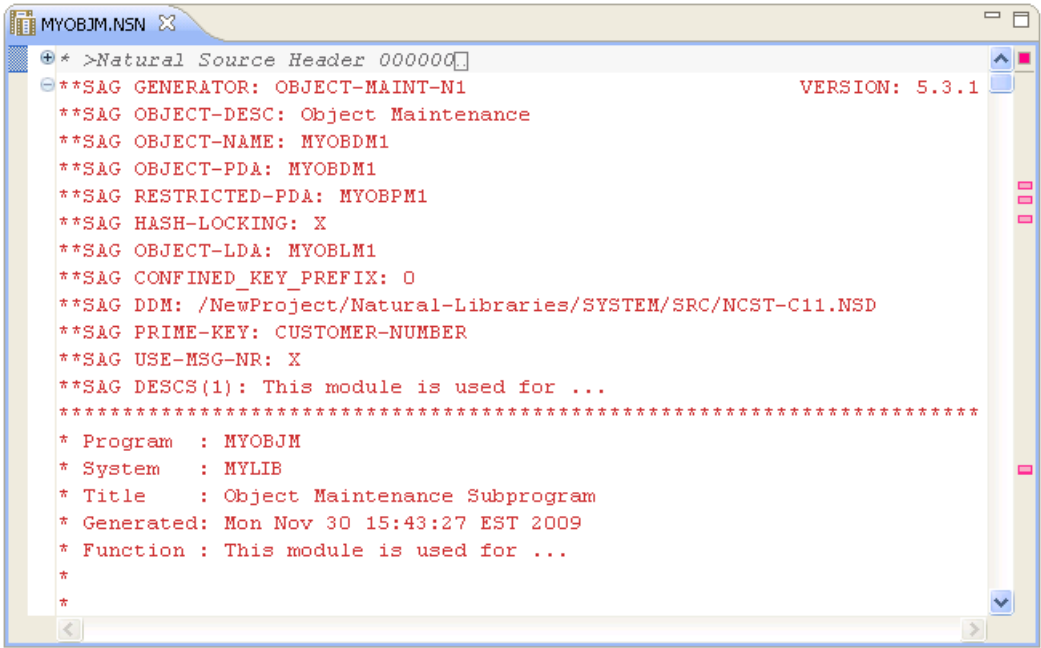 MYOBJM.NSN
* >Natural Source Header 000000
**SAG GENERATOR: OBJECT-MAINT-N1 VERSION: 5.3.1
**SAG OBJECT-DESC: Object Maintenance
**SAG OBJECT-NAME: MYOBDM1
**SAG OBJECT-PDA: MYOBDM1
**SAG RESTRICTED-PDA: MYOBPM1
**SAG HASH-LOCKING: X
**SAG OBJECT-LDA: MYOBLM1
**SAG CONFINED_KEY_PREFIX: O
**SAG DDM: /NewProject/Natural-Libraries/SYSTEM/SRC/NCST-C11.NSD
**SAG PRIME-KEY: CUSTOMER-NUMBER
**SAG USE-MSG-NR: X
**SAG DESCS(1): This module is used for ...
************************************************************************
* Program  : MYOBJM
* System   : MYLIB
* Title    : Object Maintenance Subprogram
* Generated: Mon Nov 30 15:43:27 EST 2009
* Function : This module is used for ...
*
*